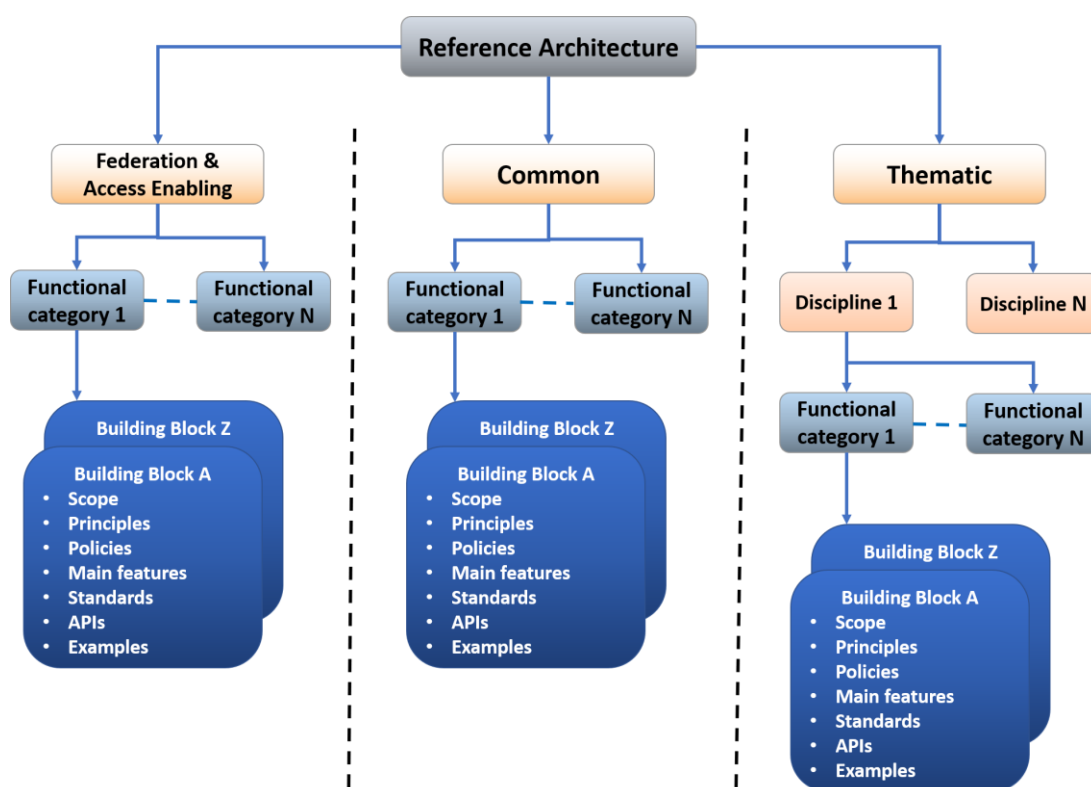 Reference Architecture
Federation &
Access Enabling
Common
Thematic
Functional
category 1
Functional
category N
Functional
category 1
Functional
category N
Discipline 1
Discipline N
Functional
category 1
Functional
category N
Building Block Z
Building Block A
• Scope
• Principles
• Policies
• Main features
• Standards
• APIs
• Examples
Building Block Z
Building Block A
• Scope
• Principles
• Policies
• Main features
• Standards
• APIs
• Examples
Building Block Z
Building Block A
• Scope
• Principles
• Policies
• Main features
• Standards
• APIs
• Examples